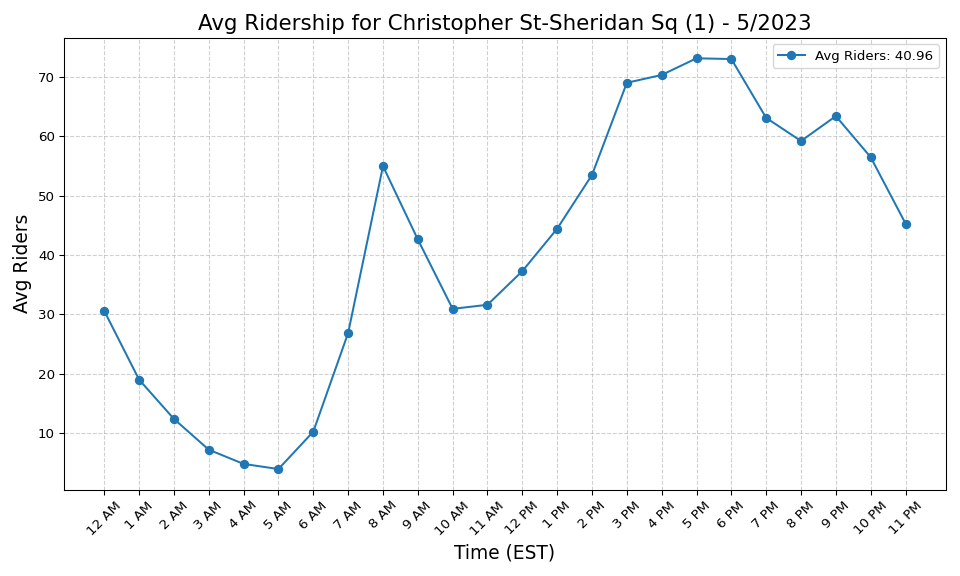 Avg Ridership for Christopher St-Sheridan Sq (1) - 5/2023
Avg Riders: 40.96
Avg Riders
70
60
50
40
30
20
10
12 AM
1 AM
2 AM
3 AM
4 AM
5 AM
6 AM
7 AM
8 AM
9 AM
10 AM
11 AM
12 PM
1 PM
2 PM
3 PM
4 PM
5 PM
6 PM
7 PM
8 PM
9 PM
10 PM
11 PM
Time (EST)